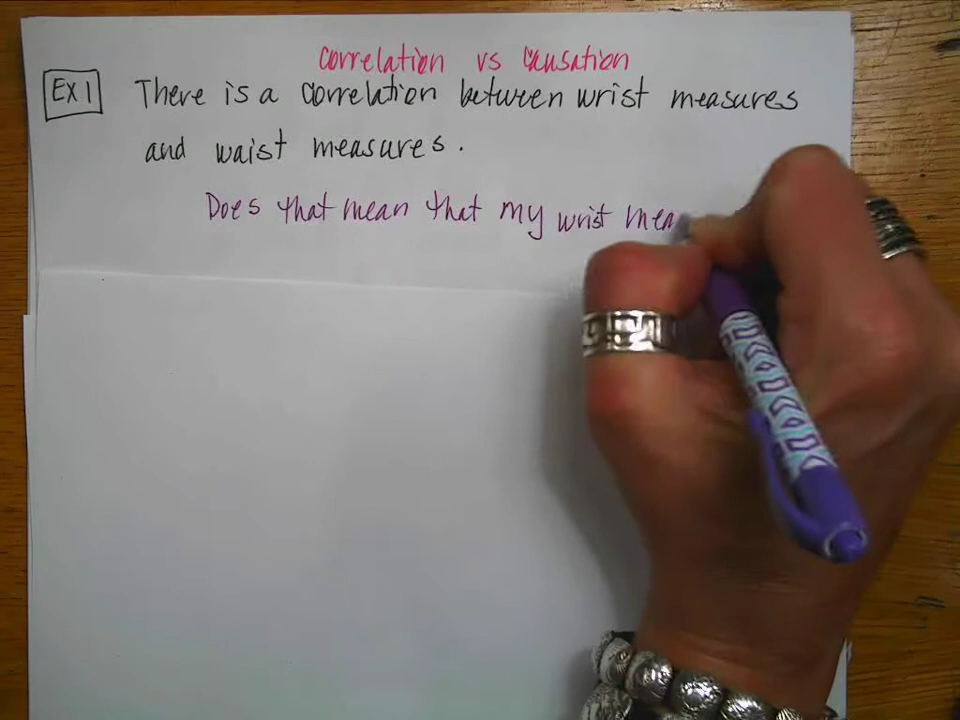 Correlation vs Causation
EX 1 There is a correlation between wrist measures
and waist measures.
Does that mean that my wrist mea